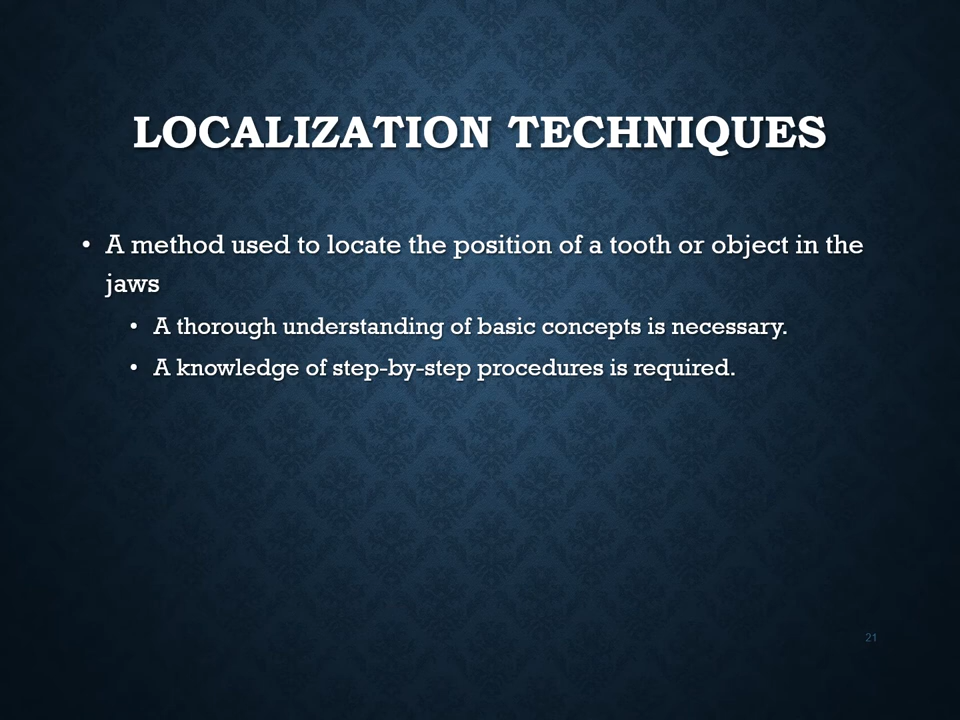 LOCALIZATION TECHNIQUES
• A method used to locate the position of a tooth or object in the
jaws
• A thorough understanding of basic concepts is necessary.
• A knowledge of step-by-step procedures is required.
21